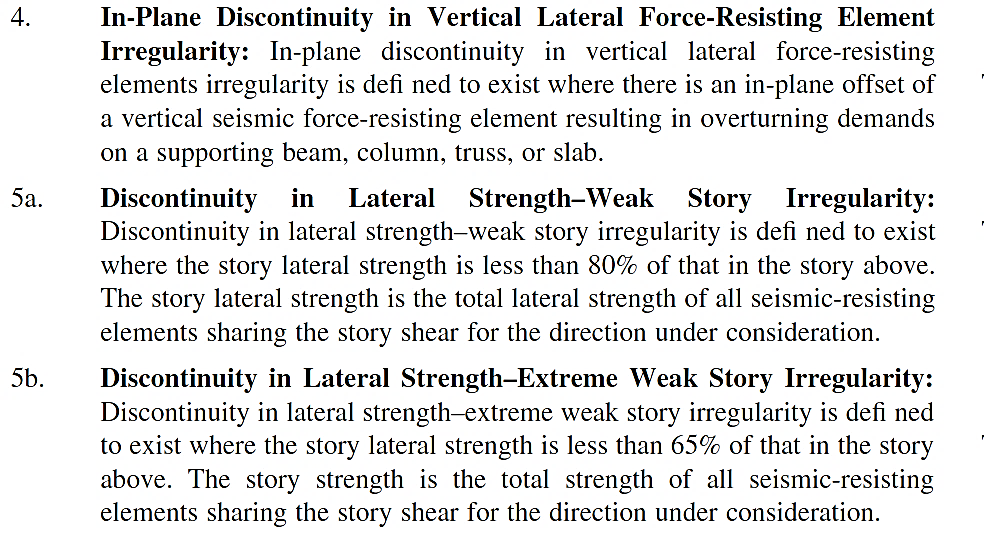 4. In-Plane Discontinuity in Vertical Lateral Force-Resisting Element
Irregularity: In-plane discontinuity in vertical lateral force-resisting
elements irregularity is defi ned to exist where there is an in-plane offset of
a vertical seismic force-resisting element resulting in overturning demands
on a supporting beam, column, truss, or slab.
5a. Discontinuity in Lateral Strength–Weak Story Irregularity:
Discontinuity in lateral strength–weak story irregularity is defi ned to exist
where the story lateral strength is less than 80% of that in the story above.
The story lateral strength is the total lateral strength of all seismic-resisting
elements sharing the story shear for the direction under consideration.
5b. Discontinuity in Lateral Strength–Extreme Weak Story Irregularity:
Discontinuity in lateral strength–extreme weak story irregularity is defi ned
to exist where the story lateral strength is less than 65% of that in the story
above. The story strength is the total strength of all seismic-resisting
elements sharing the story shear for the direction under consideration.